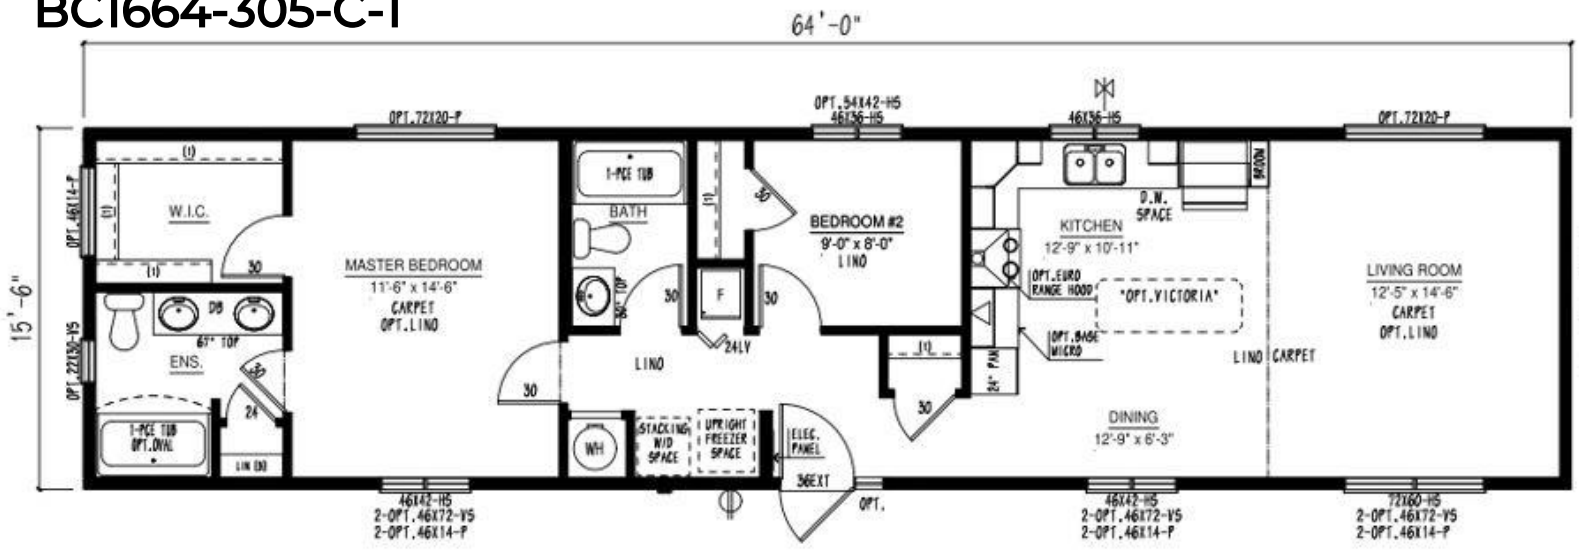 BC1664-305-C-1
64'-0"
OPT.72X20-P
OPT.54X42-HS
46X36-HS
46X36-HS
OPT.72X20-P
15'-6"
OPT.46X14-P
OPT.22X30-VS
(1)
(1)
W.I.C.
(1)
30
DB
67" TOP
ENS.
30
24
1-PCE TUB
OPT.OVAL
LIN (3)
MASTER BEDROOM
11'-6" x 14'-6"
CARPET
OPT.LINO
30
1-PCE TUB
BATH
30
(1)
30
BEDROOM #2
9'-0" x 8'-0"
LINO
F
30
24LV
LINO
WH
STACKING
W/D
SPACE
UPRIGHT
FREEZER
SPACE
ELEC.
PANEL
36EXT
OPT.
(1)
30
BROOM
D.W.
SPACE
KITCHEN
12'-9" x 10'-11"
OPT.EURO
RANGE HOOD
"OPT.VICTORIA"
OPT.BASE
MICRO
24" PAN
DINING
12'-9" x 6'-3"
LINO
CARPET
LIVING ROOM
12'-5" x 14'-6"
CARPET
OPT.LINO
46X42-HS
2-OPT.46X72-VS
2-OPT.46X14-P
46X42-HS
2-OPT.46X72-VS
2-OPT.46X14-P
72X60-HS
2-OPT.46X72-VS
2-OPT.46X14-P